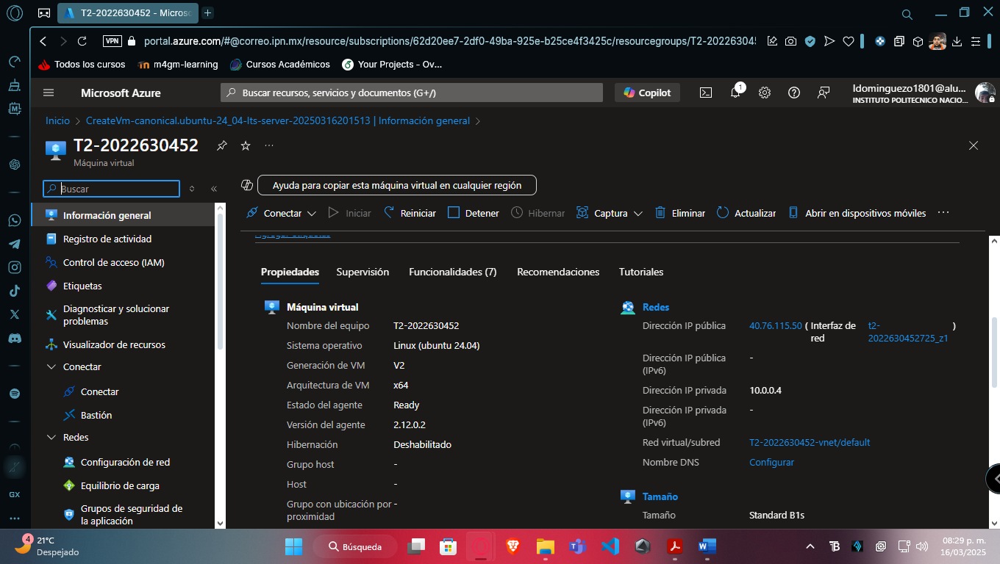 T2-2022630452 - Micros
VPN
portal.azure.com/#@correo.ipn.mx/resource/subscriptions/62d20ee7-2df0-49ba-925e-b25ce4f3425c/resourcegroups/T2-20226304
Todos los cursos
m4gm-learning
Cursos Académicos
Your Projects - Ov...
Microsoft Azure
Buscar recursos, servicios y documentos (G+/)
Copilot
1
ldominguezo1801@alu...
INSTITUTO POLITECNICO NACIO...
Inicio > CreateVm-canonical.ubuntu-24_04-lts-server-20250316201513 | Información general >
T2-2022630452
Máquina virtual
Buscar
Ayuda para copiar esta máquina virtual en cualquier región
Conectar
Iniciar
Reiniciar
Detener
Hibernar
Captura
Eliminar
Actualizar
Abrir en dispositivos móviles
Información general
Registro de actividad
Control de acceso (IAM)
Etiquetas
Diagnosticar y solucionar
problemas
Visualizador de recursos
Conectar
Conectar
Bastión
Redes
Configuración de red
Equilibrio de carga
Grupos de seguridad de
la aplicación
Propiedades
Supervisión
Funcionalidades (7)
Recomendaciones
Tutoriales
Máquina virtual
Nombre del equipo T2-2022630452
Sistema operativo Linux (ubuntu 24.04)
Generación de VM V2
Arquitectura de VM x64
Estado del agente Ready
Versión del agente 2.12.0.2
Hibernación Deshabilitado
Grupo host -
Host -
Grupo con ubicación por -
proximidad
Redes
Dirección IP pública 40.76.115.50 ( Interfaz de t2- )
red 2022630452725_z1
Dirección IP pública -
(IPv6)
Dirección IP privada 10.0.0.4
Dirección IP privada -
(IPv6)
Red virtual/subred T2-2022630452-vnet/default
Nombre DNS Configurar
Tamaño
Tamaño Standard B1s
GX
4
21°C
Despejado
Búsqueda
08:29 p. m.
16/03/2025